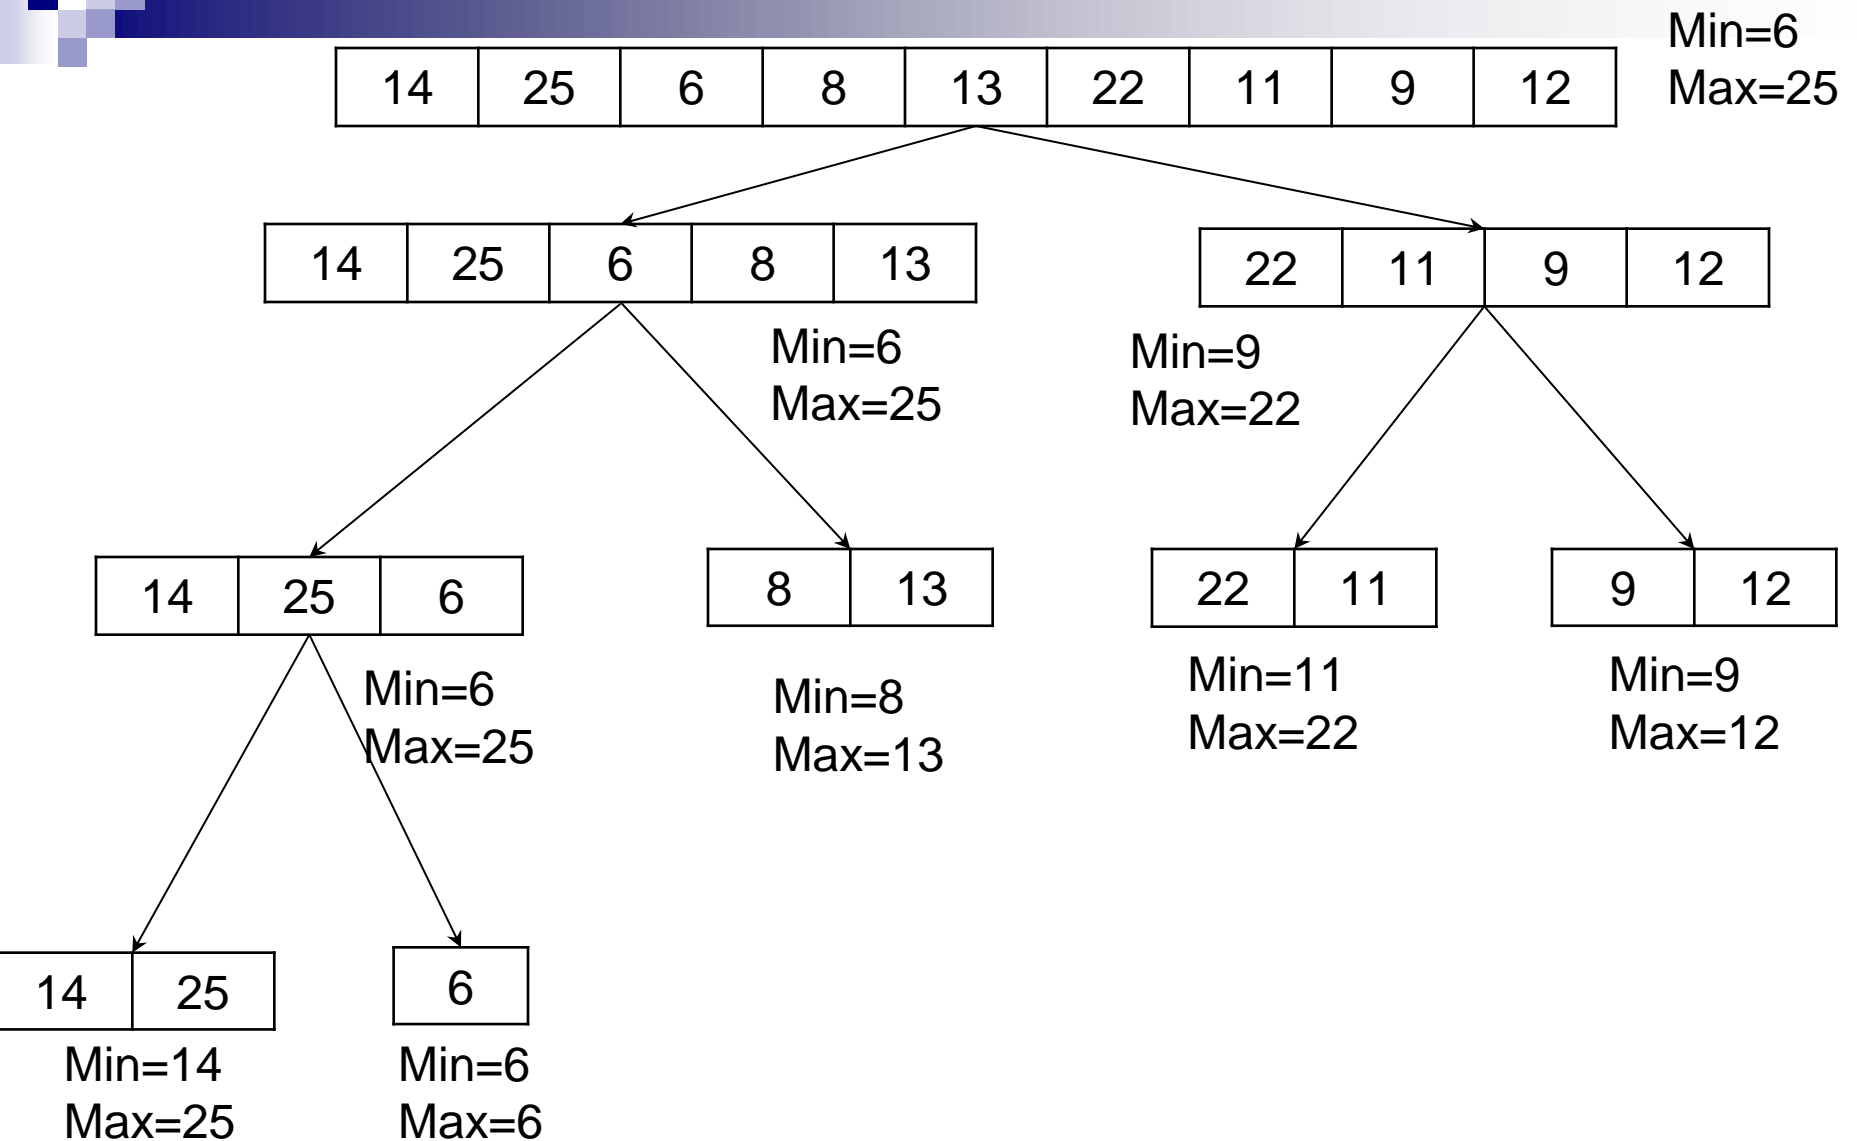 Min=6
Max=25
14 25 6 8 13 22 11 9 12
14 25 6 8 13
22 11 9 12
Min=6
Max=25
Min=9
Max=22
14 25 6
8 13
22 11
9 12
Min=6
Max=25
Min=8
Max=13
Min=11
Max=22
Min=9
Max=12
14 25
6
Min=14
Max=25
Min=6
Max=6